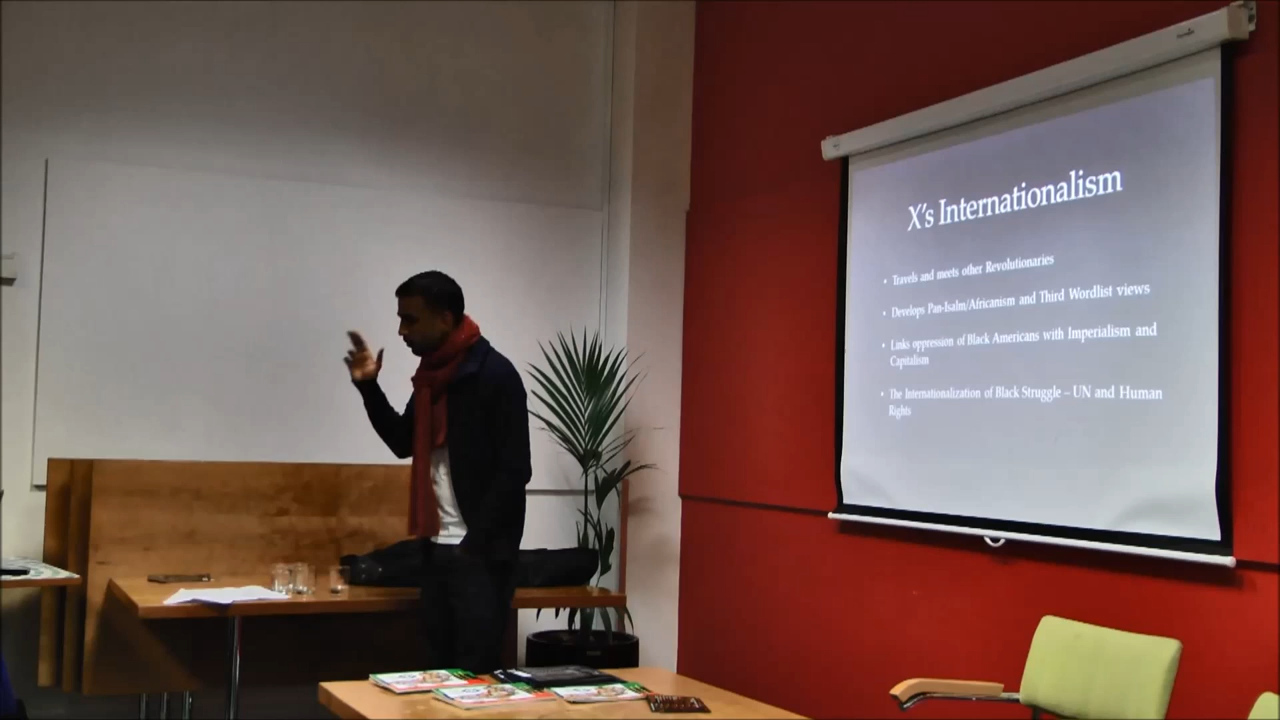 X's Internationalism
• Travels and meets other Revolutionaries
• Develops Pan-Isalm/Africanism and Third Wordlist views
• Links oppression of Black Americans with Imperialism and
Capitalism
• The Internationalization of Black Struggle – UN and Human
Rights